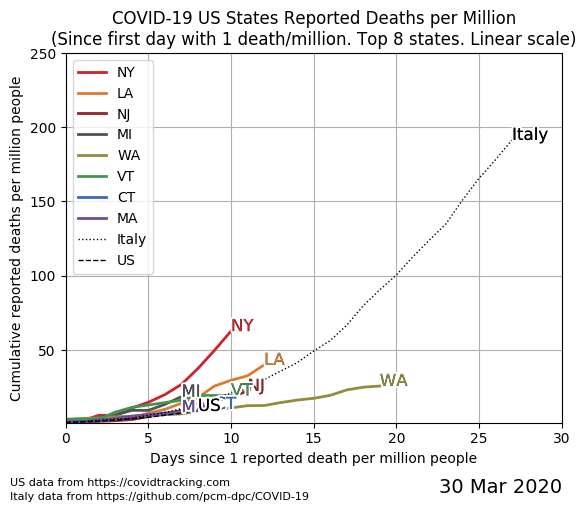 COVID-19 US States Reported Deaths per Million
(Since first day with 1 death/million. Top 8 states. Linear scale)
Cumulative reported deaths per million people
250
200
150
100
50
NY
LA
NJ
MI
WA
VT
CT
MA
Italy
US
Italy
NY
LA
NJ
WA
MI
VT
CT
MA
US
0
5
10
15
20
25
30
Days since 1 reported death per million people
US data from https://covidtracking.com
Italy data from https://github.com/pcm-dpc/COVID-19
30 Mar 2020